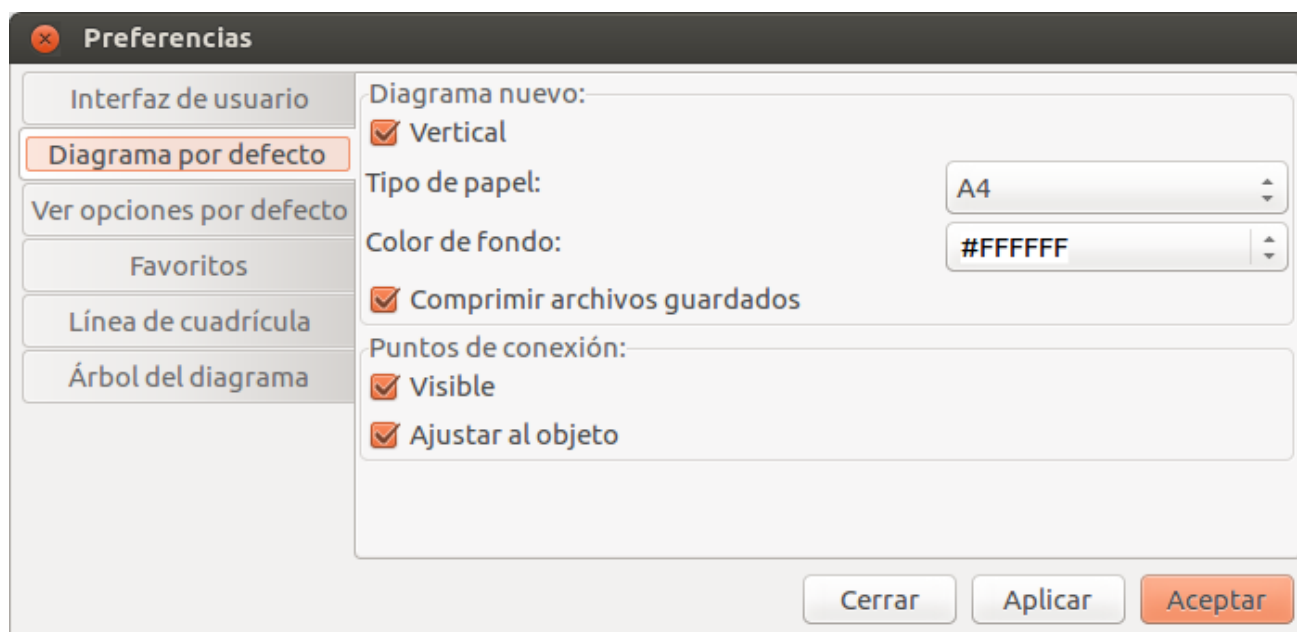 Preferencias
Interfaz de usuario
Diagrama por defecto
Ver opciones por defecto
Favoritos
Línea de cuadrícula
Árbol del diagrama
Diagrama nuevo:
Vertical
Tipo de papel:
A4
Color de fondo:
#FFFFFF
Comprimir archivos guardados
Puntos de conexión:
Visible
Ajustar al objeto
Cerrar
Aplicar
Aceptar